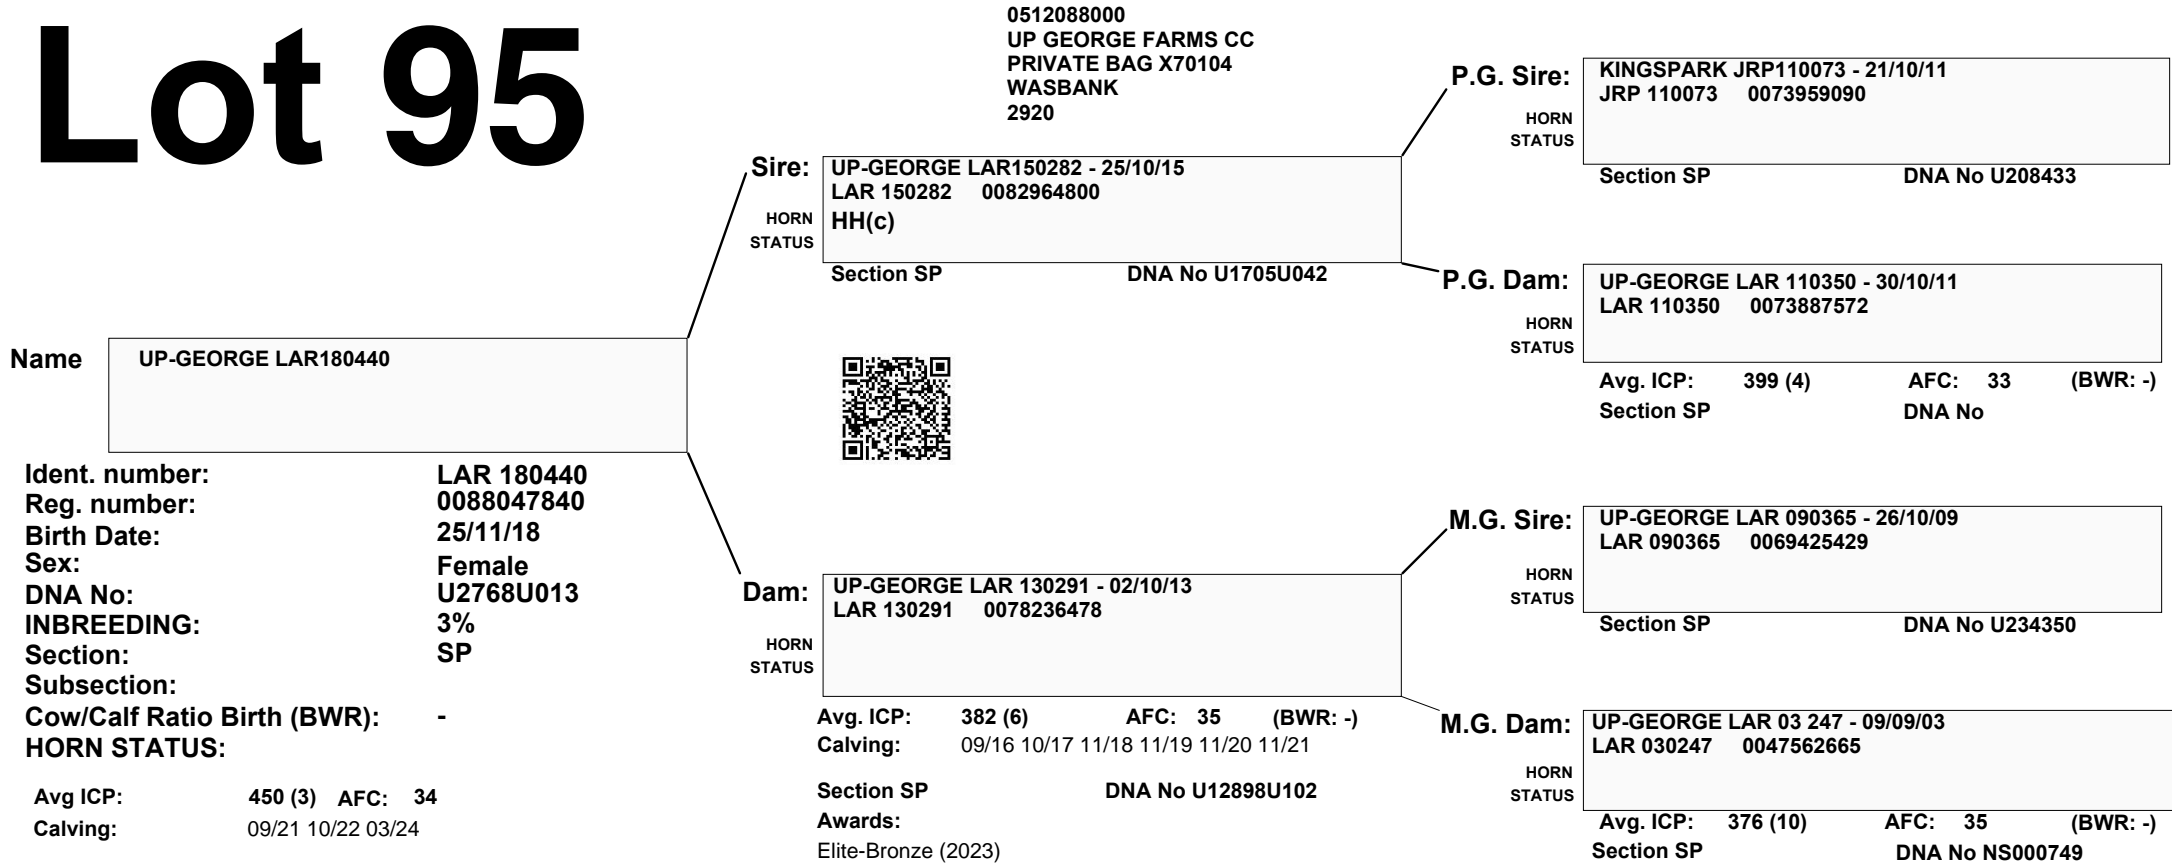 Lot 95
0512088000
UP GEORGE FARMS CC
PRIVATE BAG X70104
WASBANK
2920
Name
UP-GEORGE LAR180440
Ident. number: LAR 180440
Reg. number: 0088047840
Birth Date: 25/11/18
Sex: Female
DNA No: U2768U013
INBREEDING: 3%
Section: SP
Subsection:
Cow/Calf Ratio Birth (BWR): -
HORN STATUS:
Avg ICP: 450 (3) AFC: 34
Calving: 09/21 10/22 03/24
Sire:
UP-GEORGE LAR150282 - 25/10/15
LAR 150282 0082964800
HORN
STATUS
HH(c)
Section SP DNA No U1705U042
Dam:
UP-GEORGE LAR 130291 - 02/10/13
LAR 130291 0078236478
HORN
STATUS
Avg. ICP: 382 (6) AFC: 35 (BWR: -)
Calving: 09/16 10/17 11/18 11/19 11/20 11/21
Section SP DNA No U12898U102
Awards:
Elite-Bronze (2023)
P.G. Sire:
KINGSPARK JRP110073 - 21/10/11
JRP 110073 0073959090
HORN
STATUS
Section SP DNA No U208433
P.G. Dam:
UP-GEORGE LAR 110350 - 30/10/11
LAR 110350 0073887572
HORN
STATUS
Avg. ICP: 399 (4) AFC: 33 (BWR: -)
Section SP DNA No
M.G. Sire:
UP-GEORGE LAR 090365 - 26/10/09
LAR 090365 0069425429
HORN
STATUS
Section SP DNA No U234350
M.G. Dam:
UP-GEORGE LAR 03 247 - 09/09/03
LAR 030247 0047562665
HORN
STATUS
Avg. ICP: 376 (10) AFC: 35 (BWR: -)
Section SP DNA No NS000749